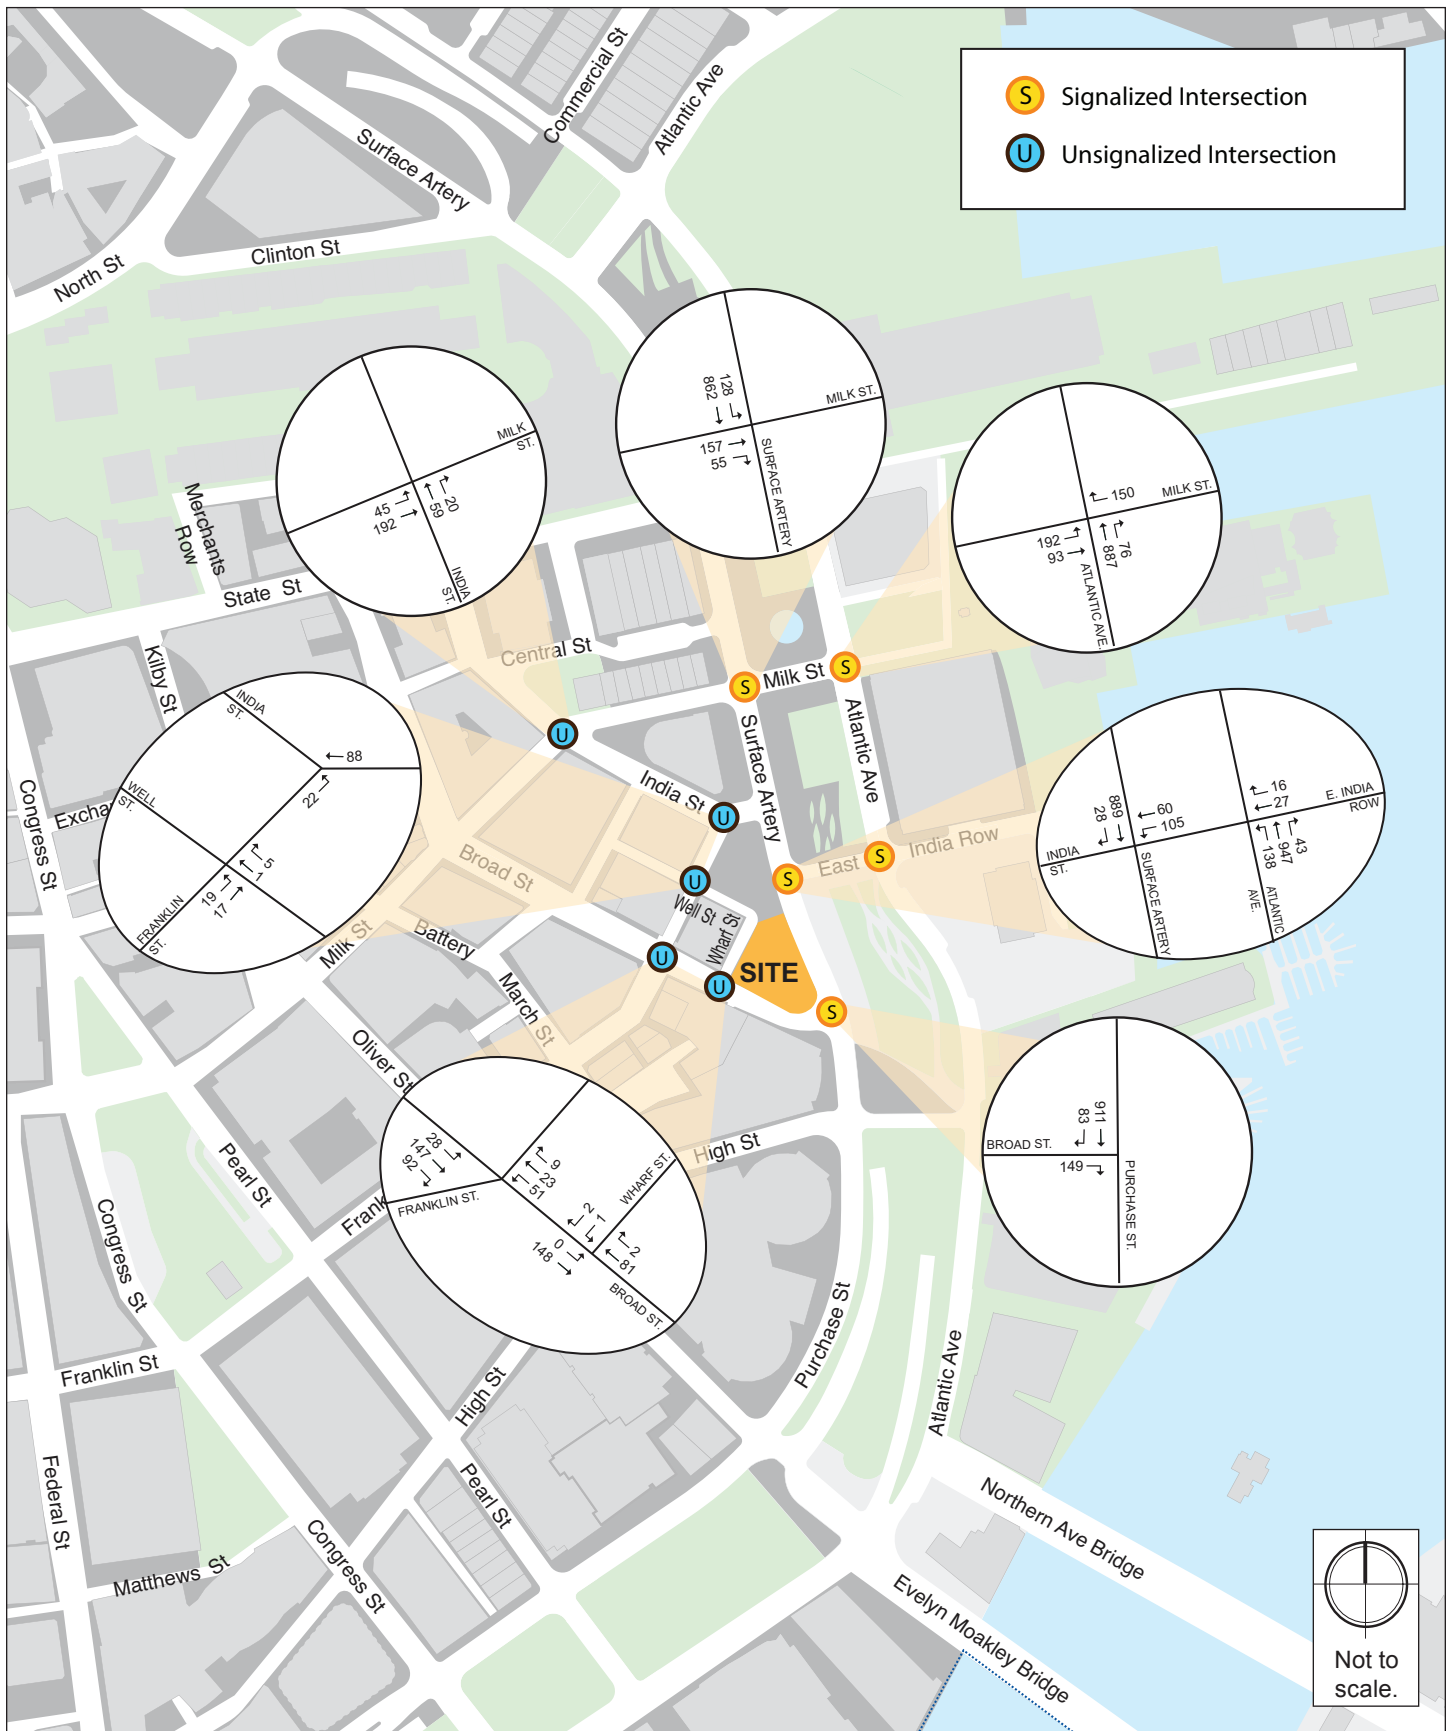 S Signalized Intersection
U Unsignalized Intersection
Commercial St
Atlantic Ave
Surface Artery
Clinton St
North St
128
862
157
55
MILK ST.
SURFACE ARTERY
MILK
ST.
45
192
59
20
INDIA
ST.
150
MILK ST.
192
93
887
76
ATLANTIC AVE.
Merchants
Row
State St
Central St
Kilby St
S
Milk St
S
U
INDIA
ST.
88
22
WELL
ST.
5
1
19
17
FRANKLIN
ST.
Surface Artery
Atlantic Ave
India St
U
Congress St
Exchan
16
27
E. INDIA
ROW
889
28
60
105
INDIA
ST.
43
947
138
SURFACE ARTERY
ATLANTIC
AVE.
Broad St
East India Row
S
S
U
Well St
Wharf St
Milk St
Battery
March St
U
U
SITE
S
Oliver St
911
83
BROAD ST.
149
PURCHASE ST.
28
147
92
FRANKLIN ST.
9
23
51
WHARF ST.
2
1
0
148
2
81
BROAD ST.
High St
Pearl St
Frank
Congress St
Purchase St
Atlantic Ave
Franklin St
High St
Federal St
Pearl St
Congress St
Matthews St
Northern Ave Bridge
Evelyn Moakley Bridge
Not to
scale.